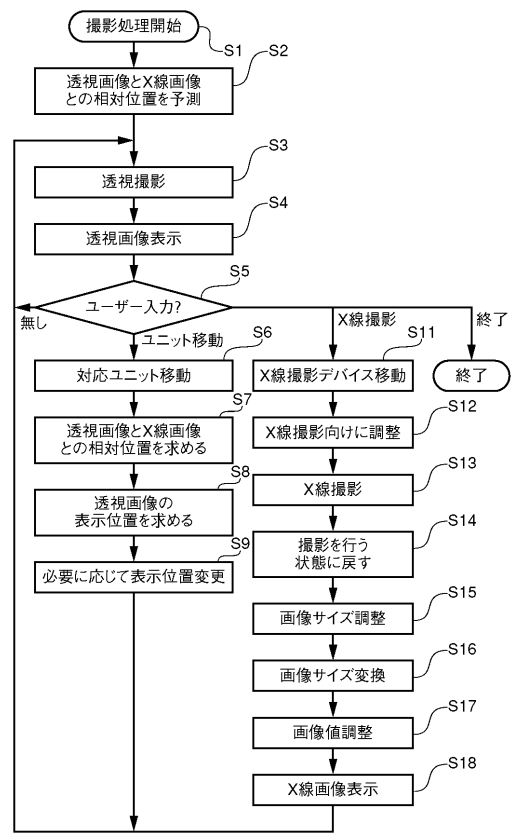 撮影処理開始
S1
S2
透視画像とX線画像
との相対位置を予測
S3
透視撮影
S4
透視画像表示
S5
ユーザー入力?
無し
ユニット移動
X線撮影
終了
S6
対応ユニット移動
S11
X線撮影デバイス移動
終了
S7
透視画像とX線画像
との相対位置を求める
S12
X線撮影向けに調整
S8
透視画像の
表示位置を求める
S13
X線撮影
S9
必要に応じて表示位置変更
S14
撮影を行う
状態に戻す
S15
画像サイズ調整
S16
画像サイズ変換
S17
画像値調整
S18
X線画像表示